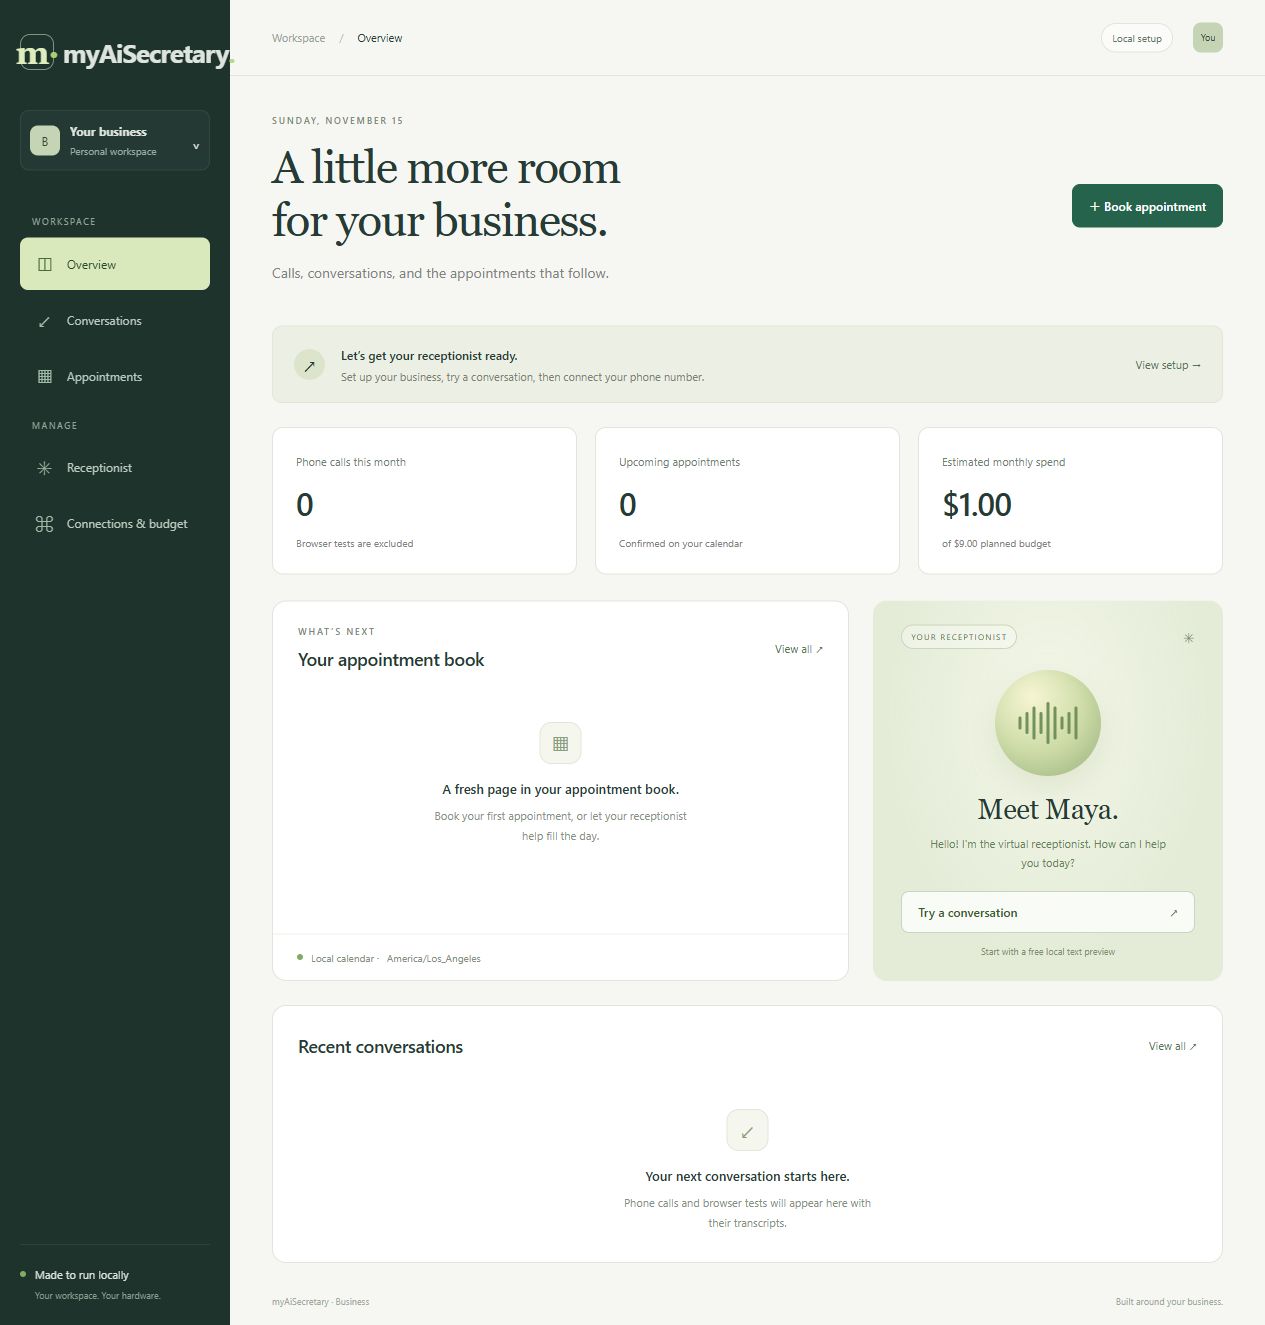 m. myAiSecretary.
B
Your business
Personal workspace
v
WORKSPACE
Overview
Conversations
Appointments
MANAGE
Receptionist
Connections & budget
Made to run locally
Your workspace. Your hardware.
Workspace / Overview
Local setup
You
SUNDAY, NOVEMBER 15
A little more room
for your business.
Calls, conversations, and the appointments that follow.
+ Book appointment
Let's get your receptionist ready.
Set up your business, try a conversation, then connect your phone number.
View setup →
Phone calls this month
0
Browser tests are excluded
Upcoming appointments
0
Confirmed on your calendar
Estimated monthly spend
$1.00
of $9.00 planned budget
WHAT'S NEXT
Your appointment book
View all ↗
A fresh page in your appointment book.
Book your first appointment, or let your receptionist
help fill the day.
Local calendar · America/Los_Angeles
YOUR RECEPTIONIST
Meet Maya.
Hello! I'm the virtual receptionist. How can I help
you today?
Try a conversation ↗
Start with a free local text preview
Recent conversations
View all ↗
Your next conversation starts here.
Phone calls and browser tests will appear here with
their transcripts.
myAiSecretary · Business
Built around your business.